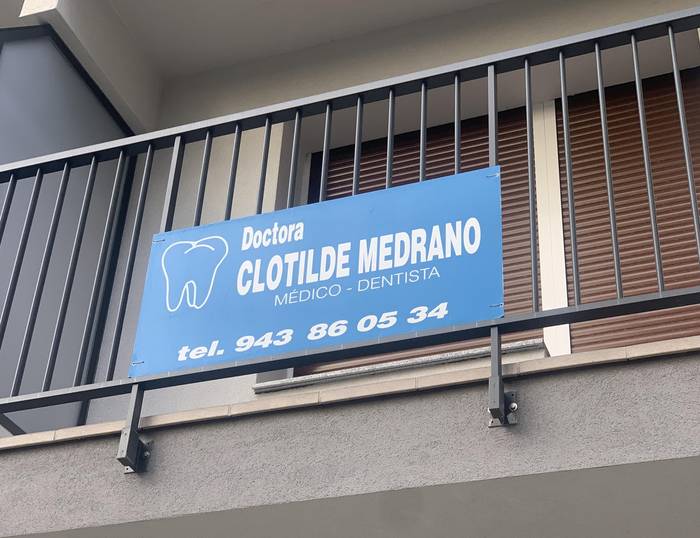 Doctora
CLOTILDE MEDRANO
MÉDICO - DENTISTA
tel. 943 86 05 34